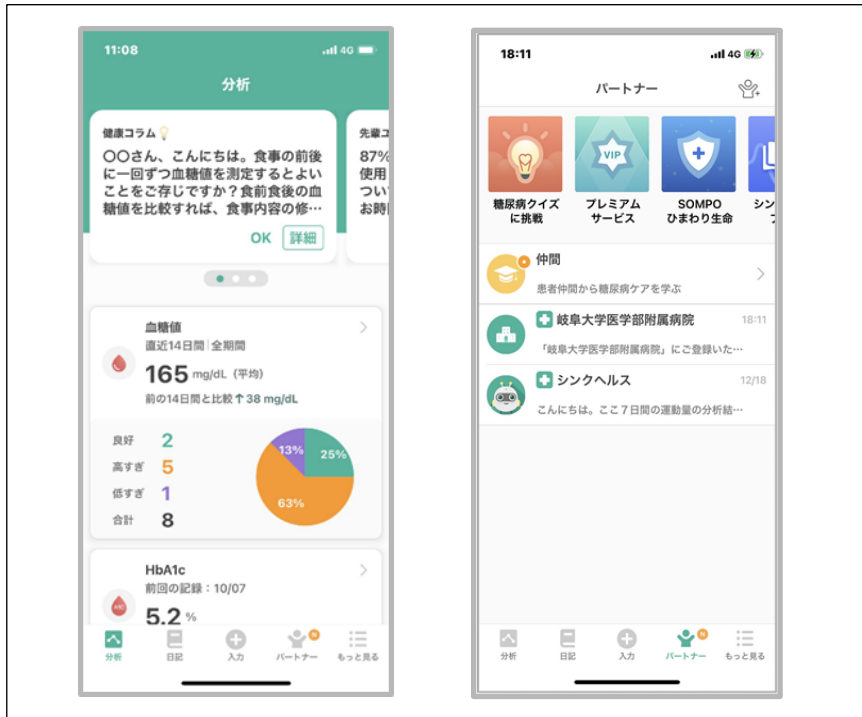 11:08
4G
分析
健康コラム
〇〇さん、こんにちは。食事の前後
に一回ずつ血糖値を測定するとよい
ことをご存じですか？食前食後の血
糖値を比較すれば、食事内容の修…
OK 詳細
先輩ユ
87%
使用
つい
お時
血糖値
直近14日間 全期間
165 mg/dL（平均）
前の14日間と比較↑38 mg/dL
良好 2
高すぎ 5
低すぎ 1
合計 8
13%
25%
63%
HbA1c
前回の記録：10/07
A1C
5.2 %
N
分析 日記 入力 パートナー もっと見る
18:11
4G
パートナー
VIP
糖尿病クイズ
に挑戦
プレミアム
サービス
SOMPO
ひまわり生命
シン
仲間
患者仲間から糖尿病ケアを学ぶ
岐阜大学医学部附属病院 18:11
「岐阜大学医学部附属病院」にご登録いた…
シンクヘルス 12/18
こんにちは。ここ７日間の運動量の分析結…
N
分析 日記 入力 パートナー もっと見る